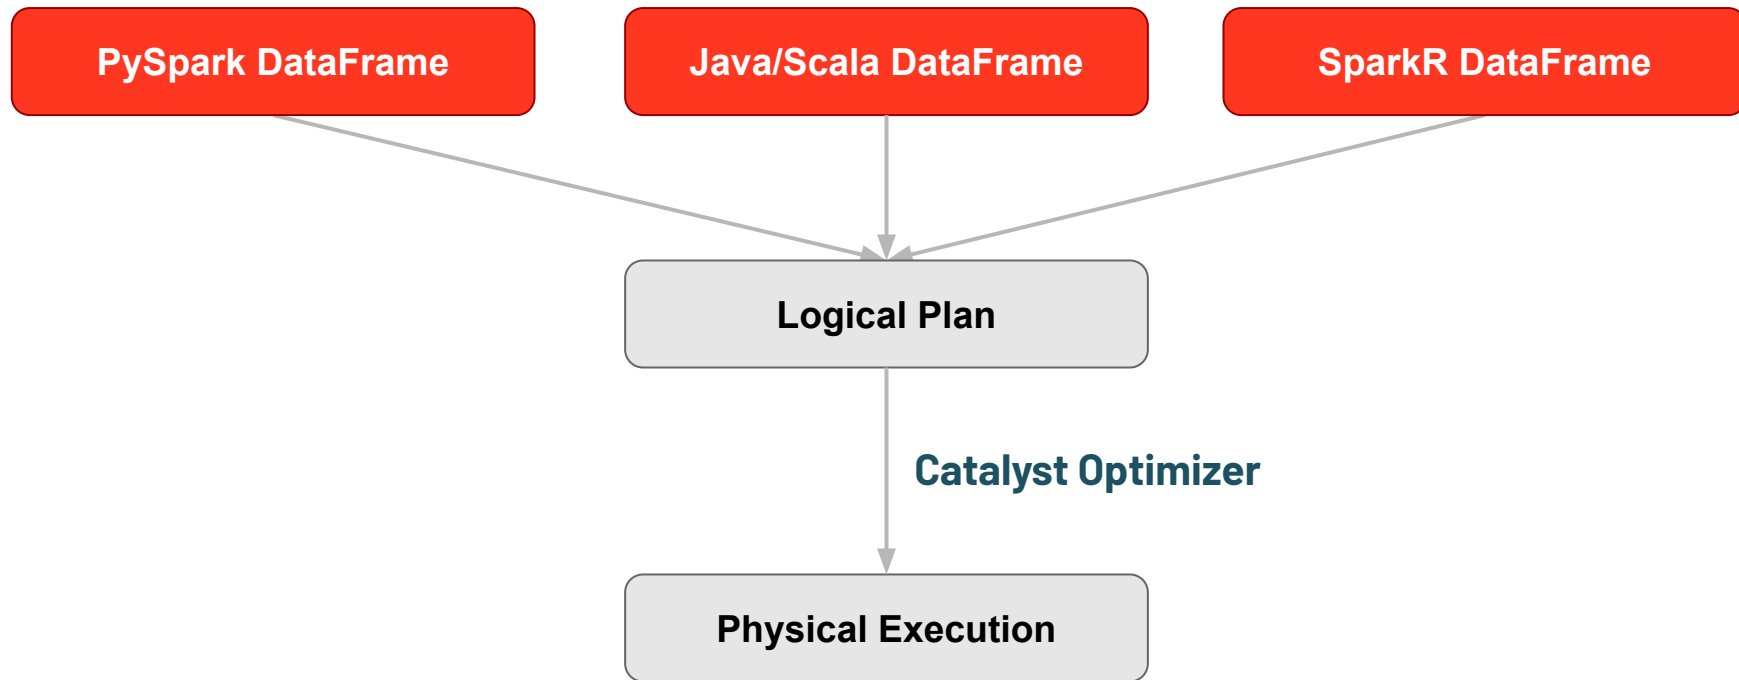 PySpark DataFrame
Java/Scala DataFrame
SparkR DataFrame
Logical Plan
Catalyst Optimizer
Physical Execution